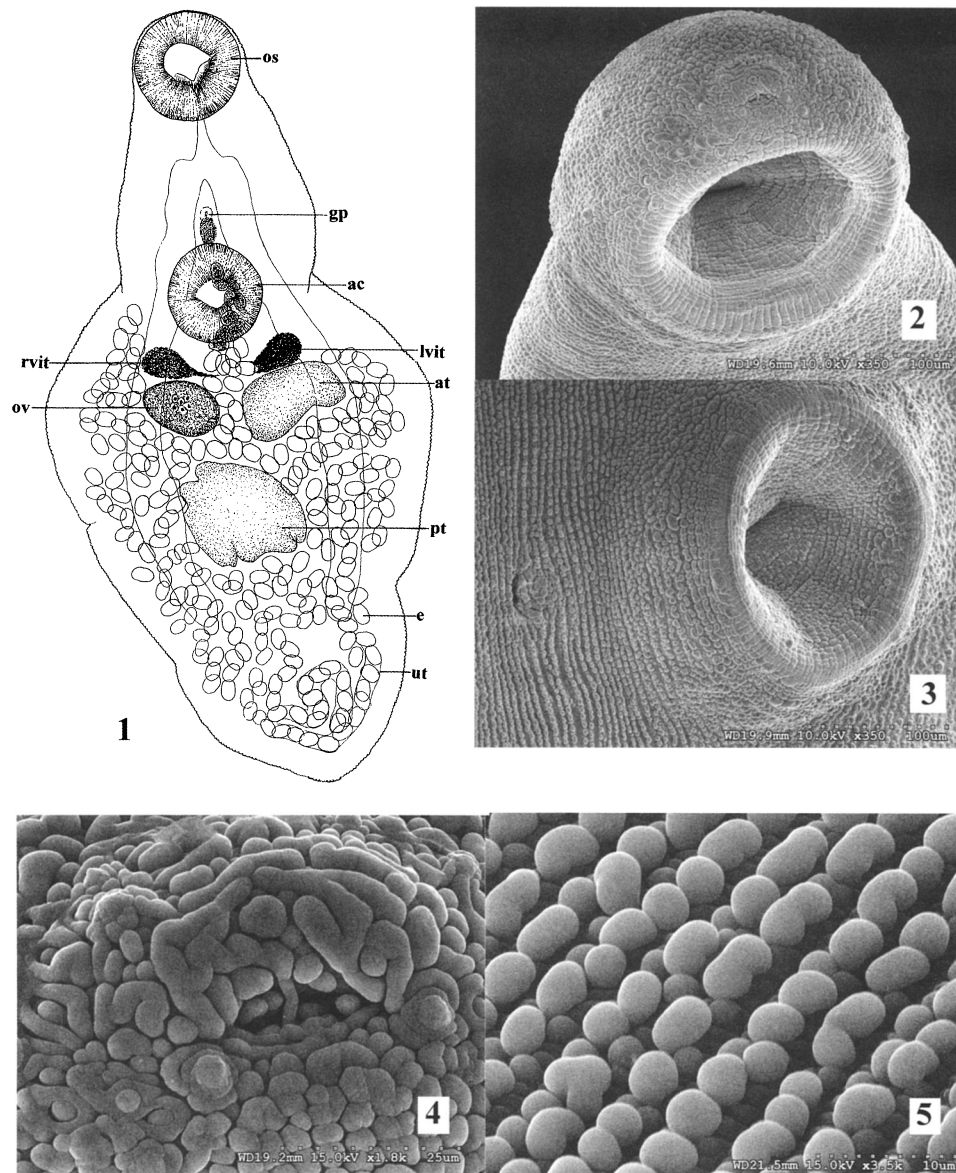 os
gp
ac
lvit
rvit
at
ov
pt
e
ut
1
2
WD19.6mm 10.0kV x350 100um
3
WD19.9mm 10.0kV x350 100um
4
WD19.2mm 15.0kV x1.8k 25um
5
WD21.5mm 15.0kV x3.5k 10um